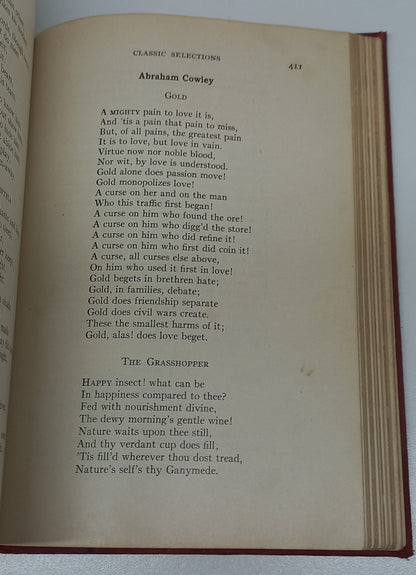 CLASSIC SELECTIONS 411
Abraham Cowley
GOLD
A MIGHTY pain to love it is,
And 'tis a pain that pain to miss,
But, of all pains, the greatest pain
It is to love, but love in vain.
Virtue now nor noble blood,
Nor wit, by love is understood.
Gold alone does passion move!
Gold monopolizes love!
A curse on her and on the man
Who this traffic first began!
A curse on him who found the ore!
A curse on him who digg'd the store!
A curse on him who did refine it!
A curse on him who first did coin it!
A curse, all curses else above,
On him who used it first in love!
Gold begets in brethren hate;
Gold, in families, debate;
Gold does friendship separate
Gold does civil wars create.
These the smallest harms of it;
Gold, alas! does love beget.
THE GRASSHOPPER
HAPPY insect! what can be
In happiness compared to thee?
Fed with nourishment divine,
The dewy morning's gentle wine!
Nature waits upon thee still,
And thy verdant cup does fill,
'Tis fill'd wherever thou dost tread,
Nature's self's thy Ganymede.